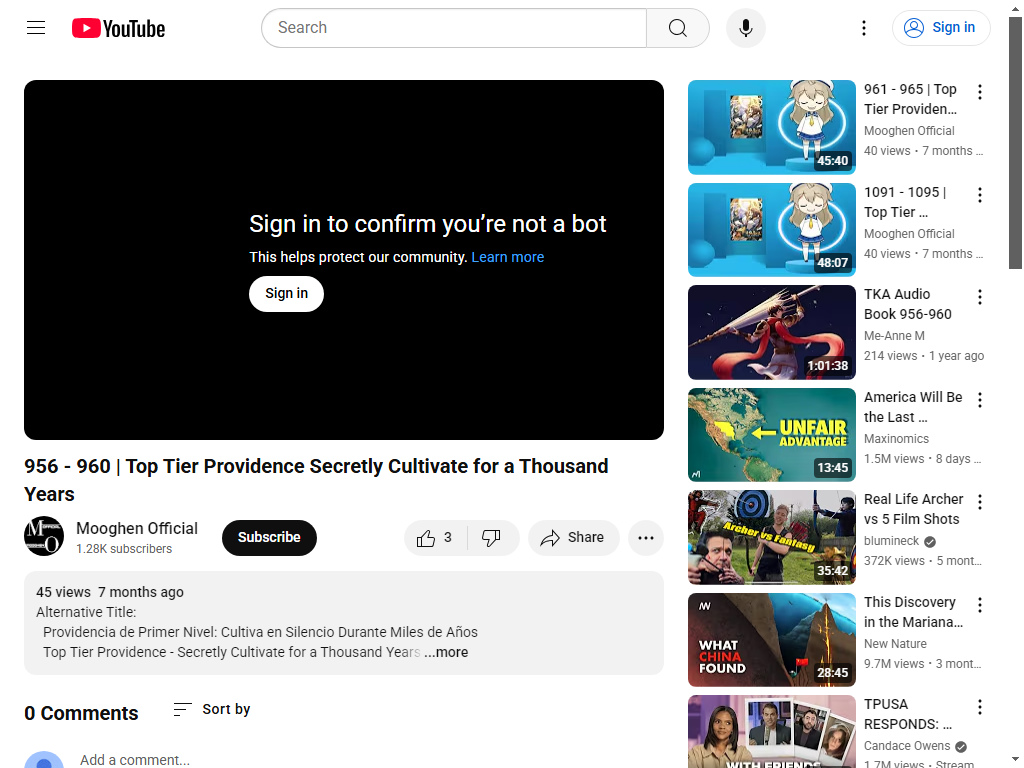 YouTube
Search
Sign in
Sign in to confirm you're not a bot
This helps protect our community. Learn more
Sign in
956 - 960 | Top Tier Providence Secretly Cultivate for a Thousand
Years
Mooghen Official
1.28K subscribers
Subscribe
3
Share
45 views 7 months ago
Alternative Title:
Providencia de Primer Nivel: Cultiva en Silencio Durante Miles de Años
Top Tier Providence - Secretly Cultivate for a Thousand Years ...more
0 Comments
Sort by
Add a comment...
45:40
961 - 965 | Top
Tier Providen...
Mooghen Official
40 views • 7 months ...
48:07
1091 - 1095 |
Top Tier ...
Mooghen Official
40 views • 7 months ...
1:01:38
TKA Audio
Book 956-960
Me-Anne M
214 views • 1 year ago
UNFAIR
ADVANTAGE
13:45
America Will Be
the Last ...
Maxinomics
1.5M views • 8 days ...
Archer vs Fantasy
35:42
Real Life Archer
vs 5 Film Shots
blumineck
372K views • 5 mont...
WHAT
CHINA
FOUND
28:45
This Discovery
in the Mariana...
New Nature
9.7M views • 3 mont...
WITH FRIENDS
TPUSA
RESPONDS: ...
Candace Owens
1.7M views • Stream